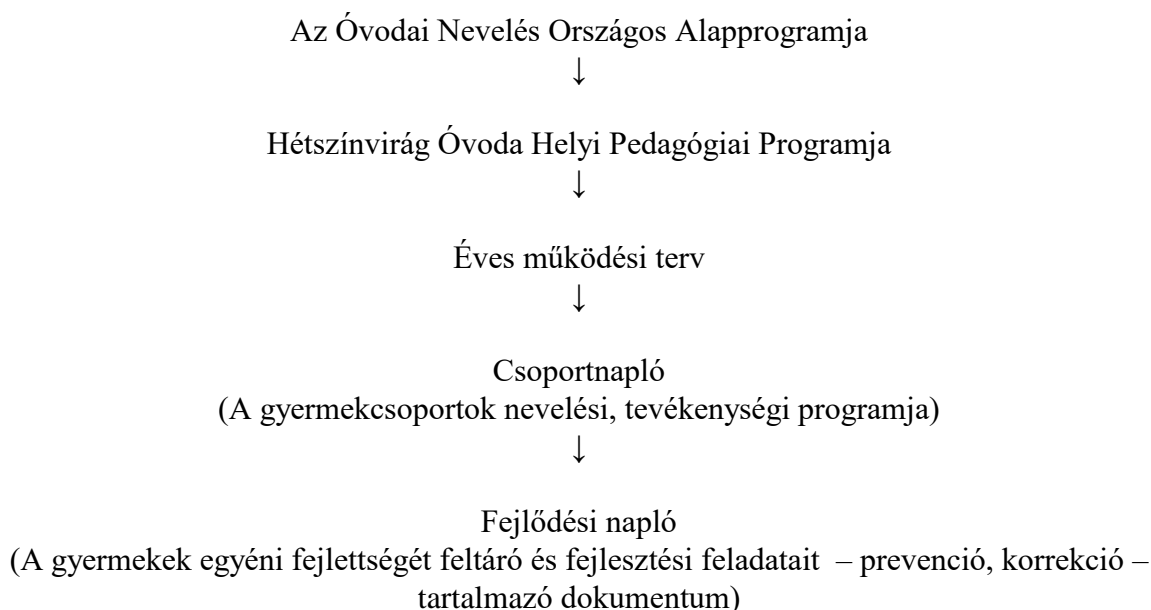 Az Óvodai Nevelés Országos Alapprogramja
↓
Hétszínvirág Óvoda Helyi Pedagógiai Programja
↓
Éves működési terv
↓
Csoportnapló
(A gyermekcsoportok nevelési, tevékenységi programja)
↓
Fejlődési napló
(A gyermekek egyéni fejlettségét feltáró és fejlesztési feladatait – prevenció, korrekció –
tartalmazó dokumentum)